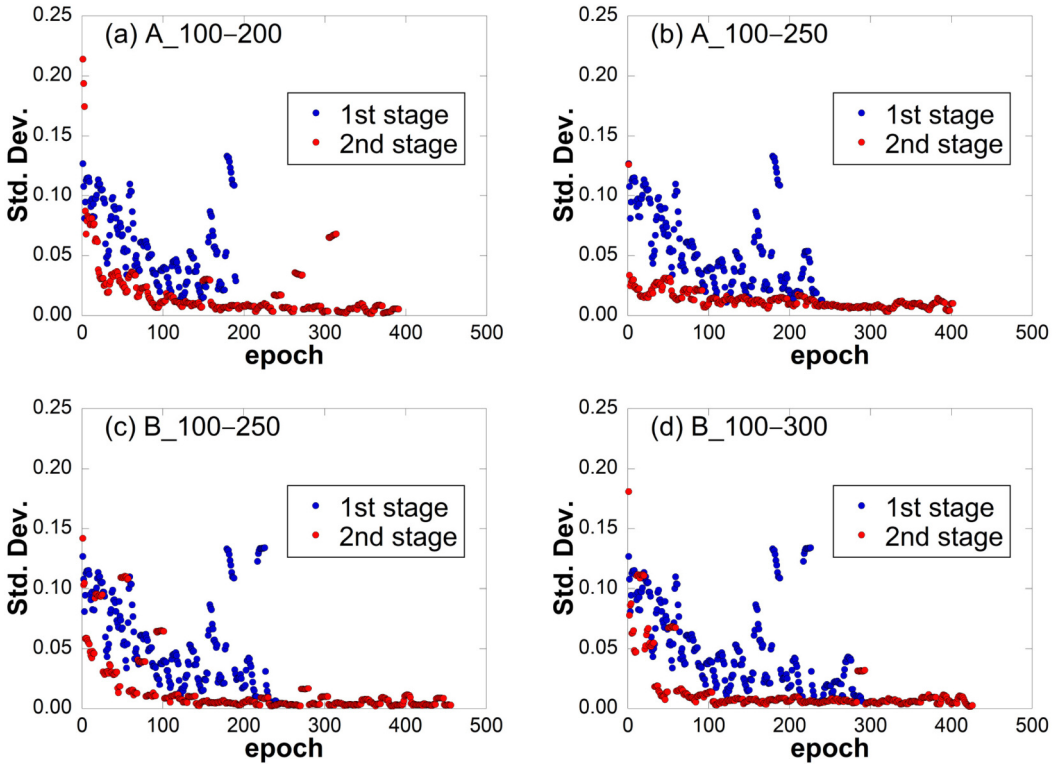 (a) A_100−200
0.25
0.20
0.15
0.10
0.05
0.00
Std. Dev.
1st stage
2nd stage
0 100 200 300 400 500
epoch
(b) A_100−250
0.25
0.20
0.15
0.10
0.05
0.00
Std. Dev.
1st stage
2nd stage
0 100 200 300 400 500
epoch
(c) B_100−250
0.25
0.20
0.15
0.10
0.05
0.00
Std. Dev.
1st stage
2nd stage
0 100 200 300 400 500
epoch
(d) B_100−300
0.25
0.20
0.15
0.10
0.05
0.00
Std. Dev.
1st stage
2nd stage
0 100 200 300 400 500
epoch